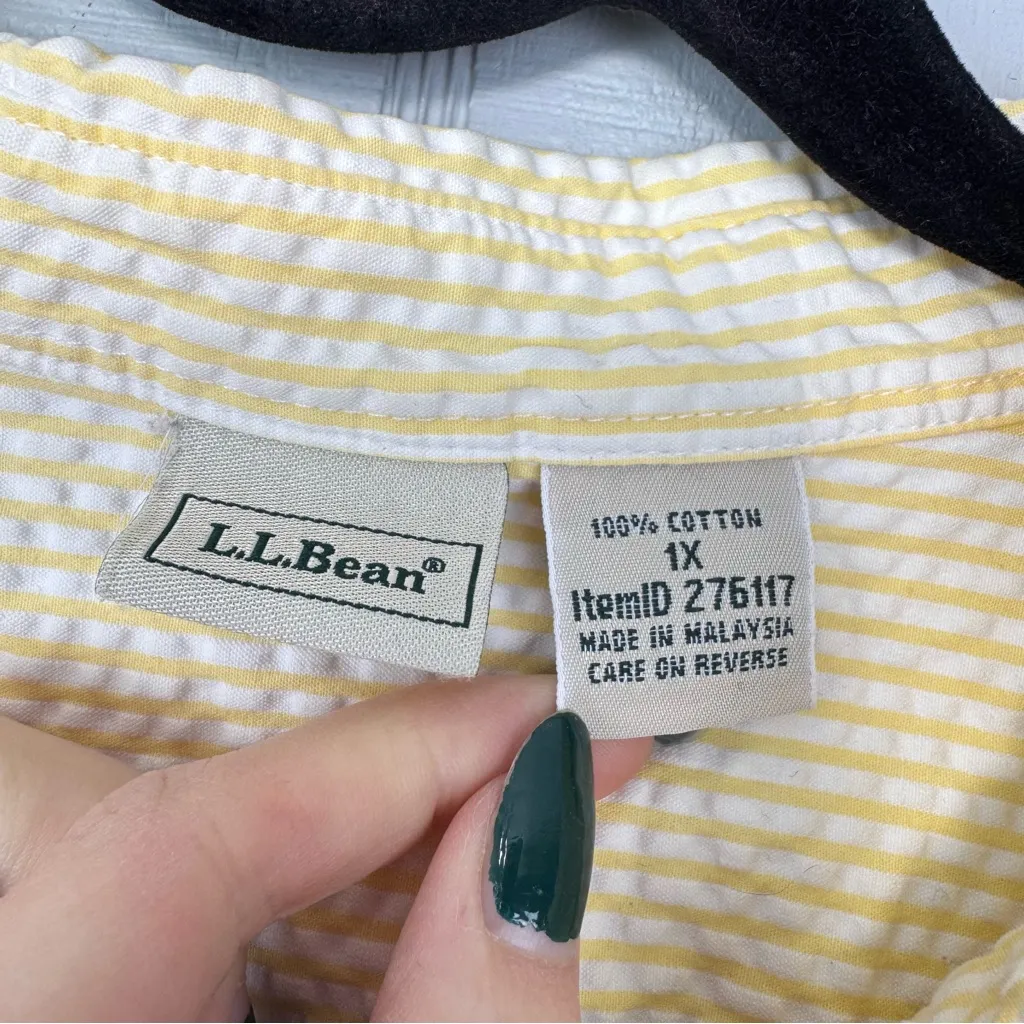 L.L.Bean®
100% COTTON
1X
ItemID 276117
MADE IN MALAYSIA
CARE ON REVERSE